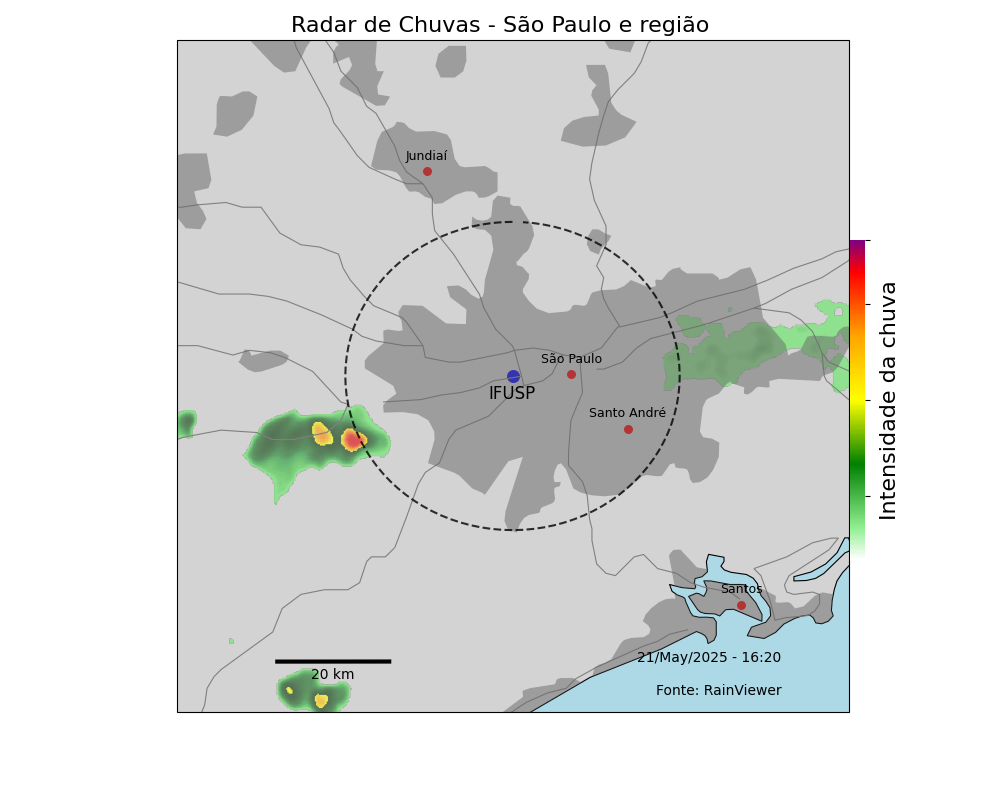 Radar de Chuvas - São Paulo e região
Jundiaí
São Paulo
IFUSP
Santo André
Intensidade da chuva
Santos
21/May/2025 - 16:20
20 km
Fonte: RainViewer